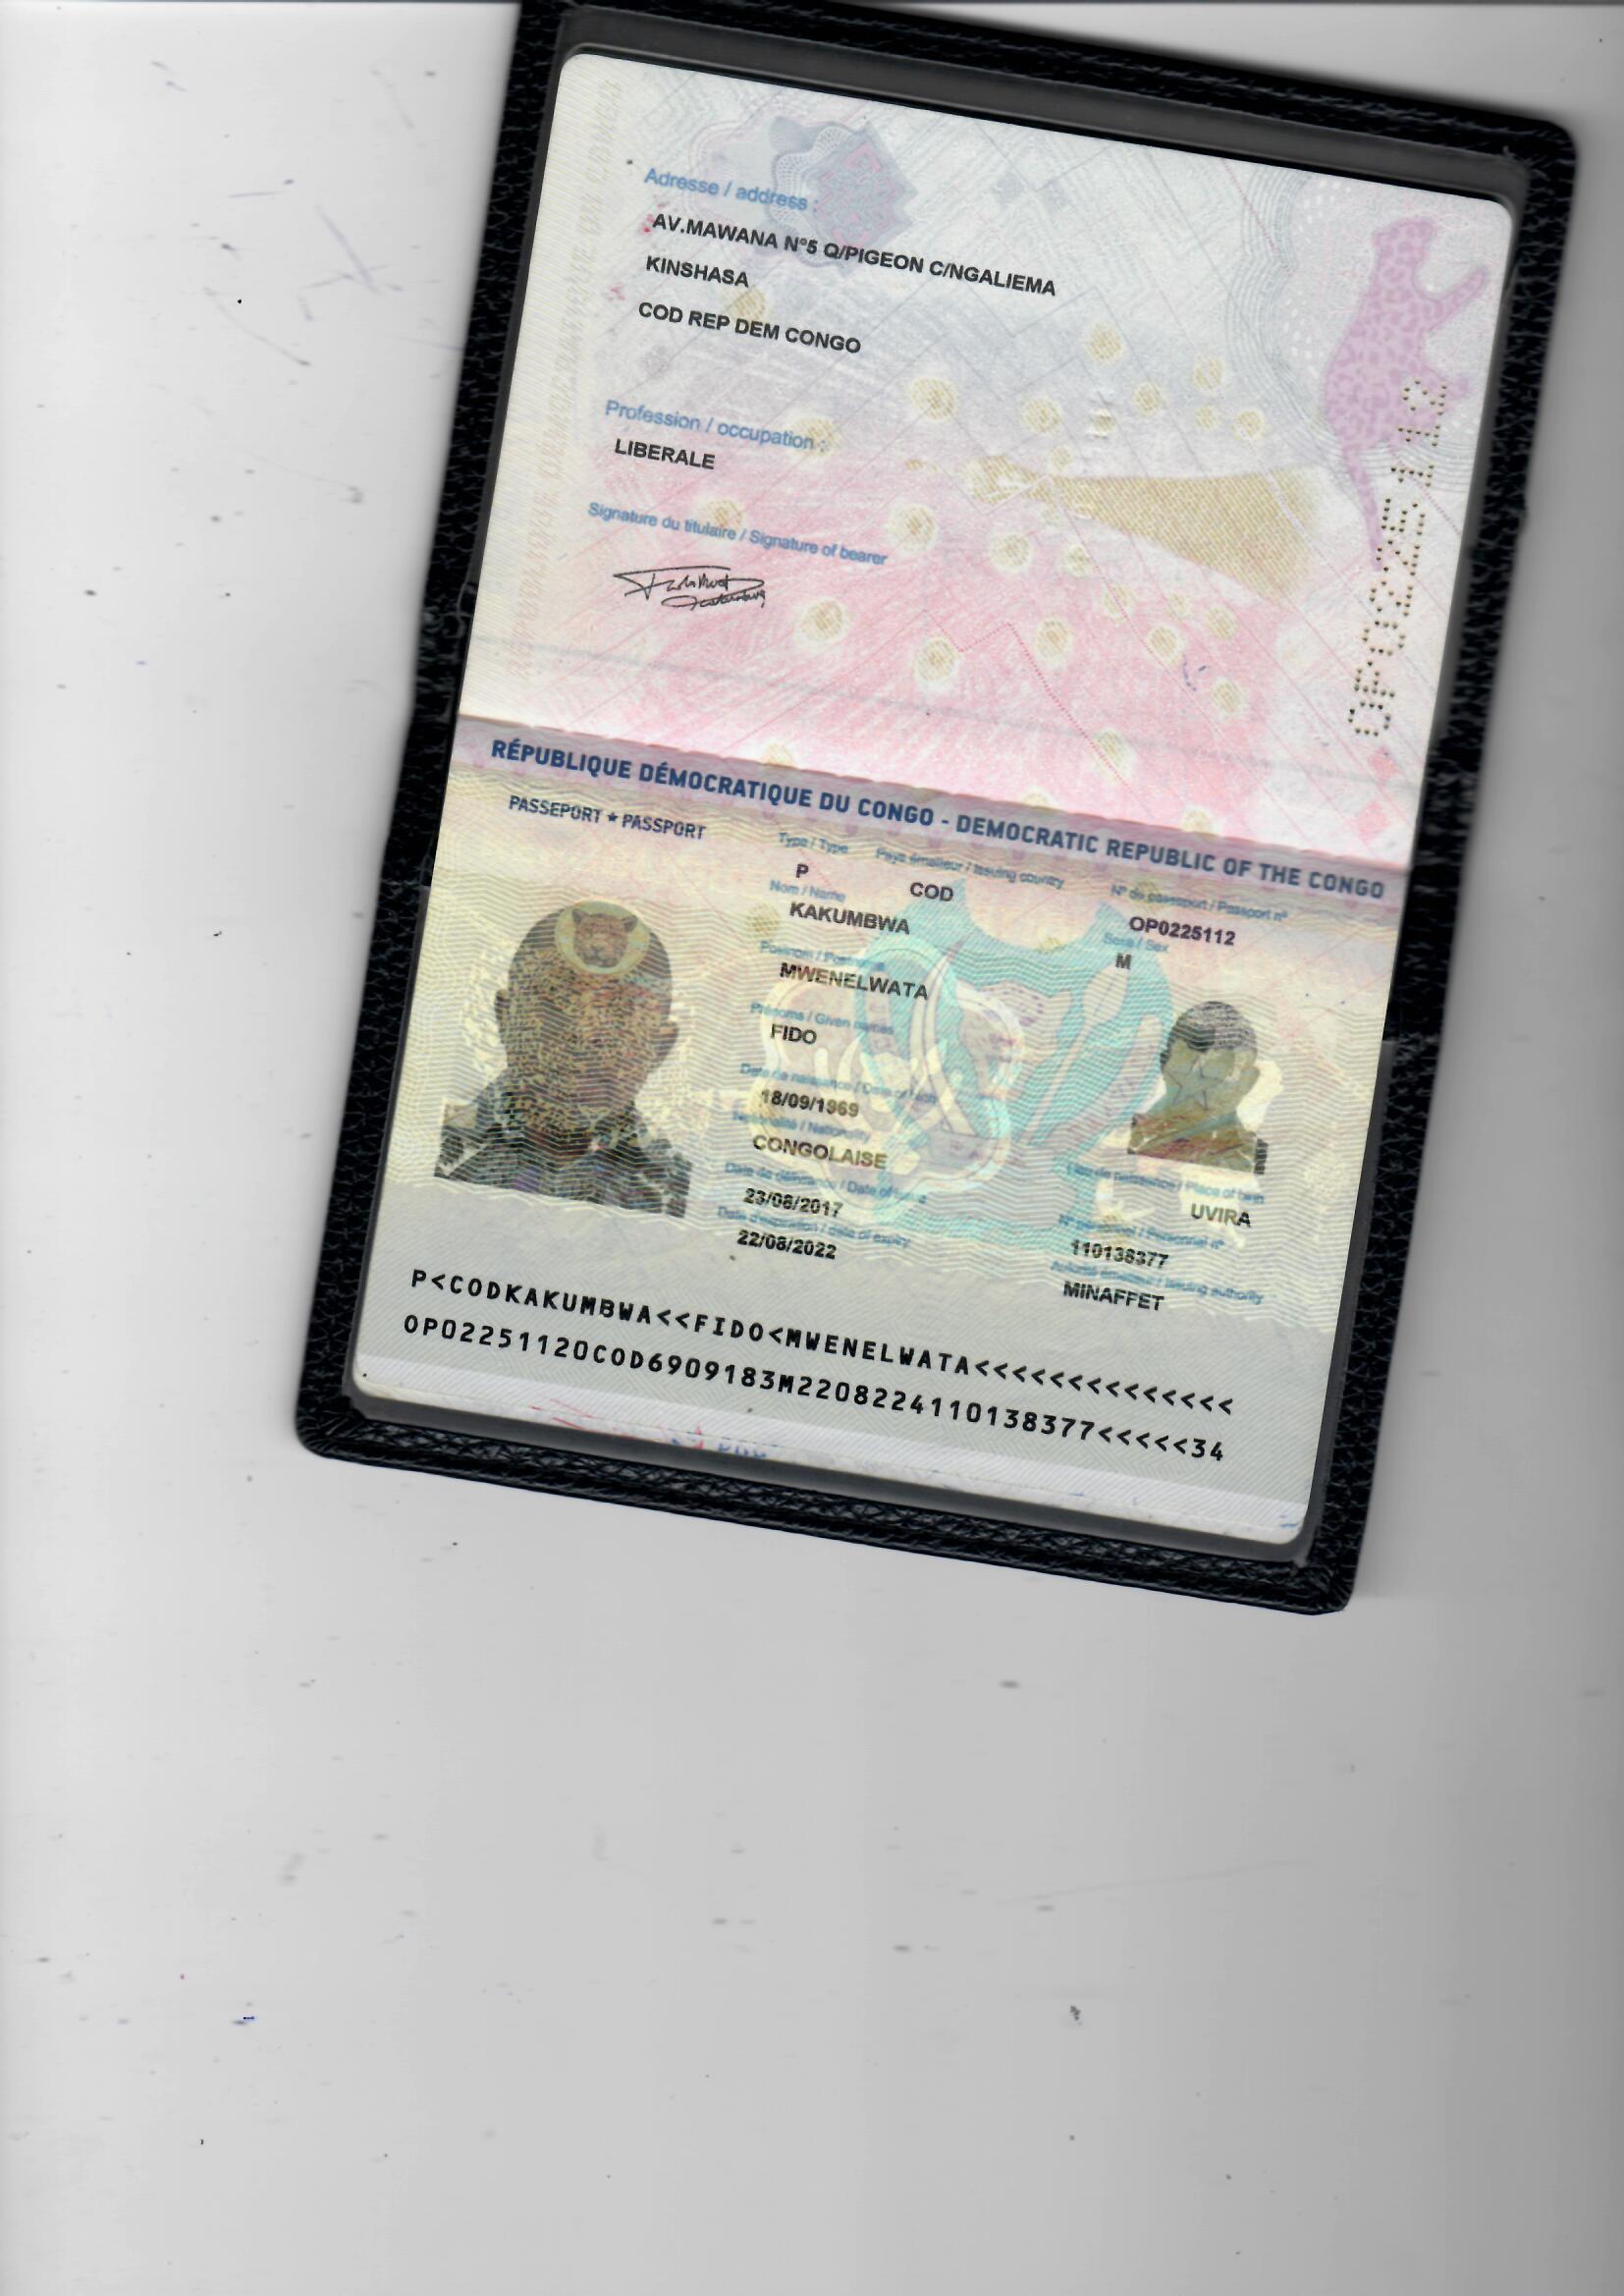 Adresse / address :
AV.MAWANA N°5 Q/PIGEON C/NGALIEMA
KINSHASA
COD REP DEM CONGO
Profession / occupation :
LIBERALE
Signature du titulaire / Signature of bearer
OP0225112
RÉPUBLIQUE DÉMOCRATIQUE DU CONGO - DEMOCRATIC REPUBLIC OF THE CONGO
PASSEPORT ★ PASSPORT
Type / Type Pays émetteur / Issuing country N° de passeport / Passport n°
P COD OP0225112
Nom / Name Sexe / Sex
KAKUMBWA M
Postnom /
MWENELWATA
Prénoms / Given names
FIDO
Date de naissance / Date of birth
18/09/1969
Nationalité / Nationality
CONGOLAISE
Date de délivrance / Date of issue Lieu de naissance / Place of birth
23/08/2017 UVIRA
Date d'expiration / date of expiry N° personnel / Personnel n°
22/08/2022 110138377
Autorité émettrice / Issuing authority
MINAFFET
P<CODKAKUMBWA<<FIDO<MWENELWATA<<<<<<<<<<<<<<
OP02251120COD6909183M2208224110138377<<<<<34